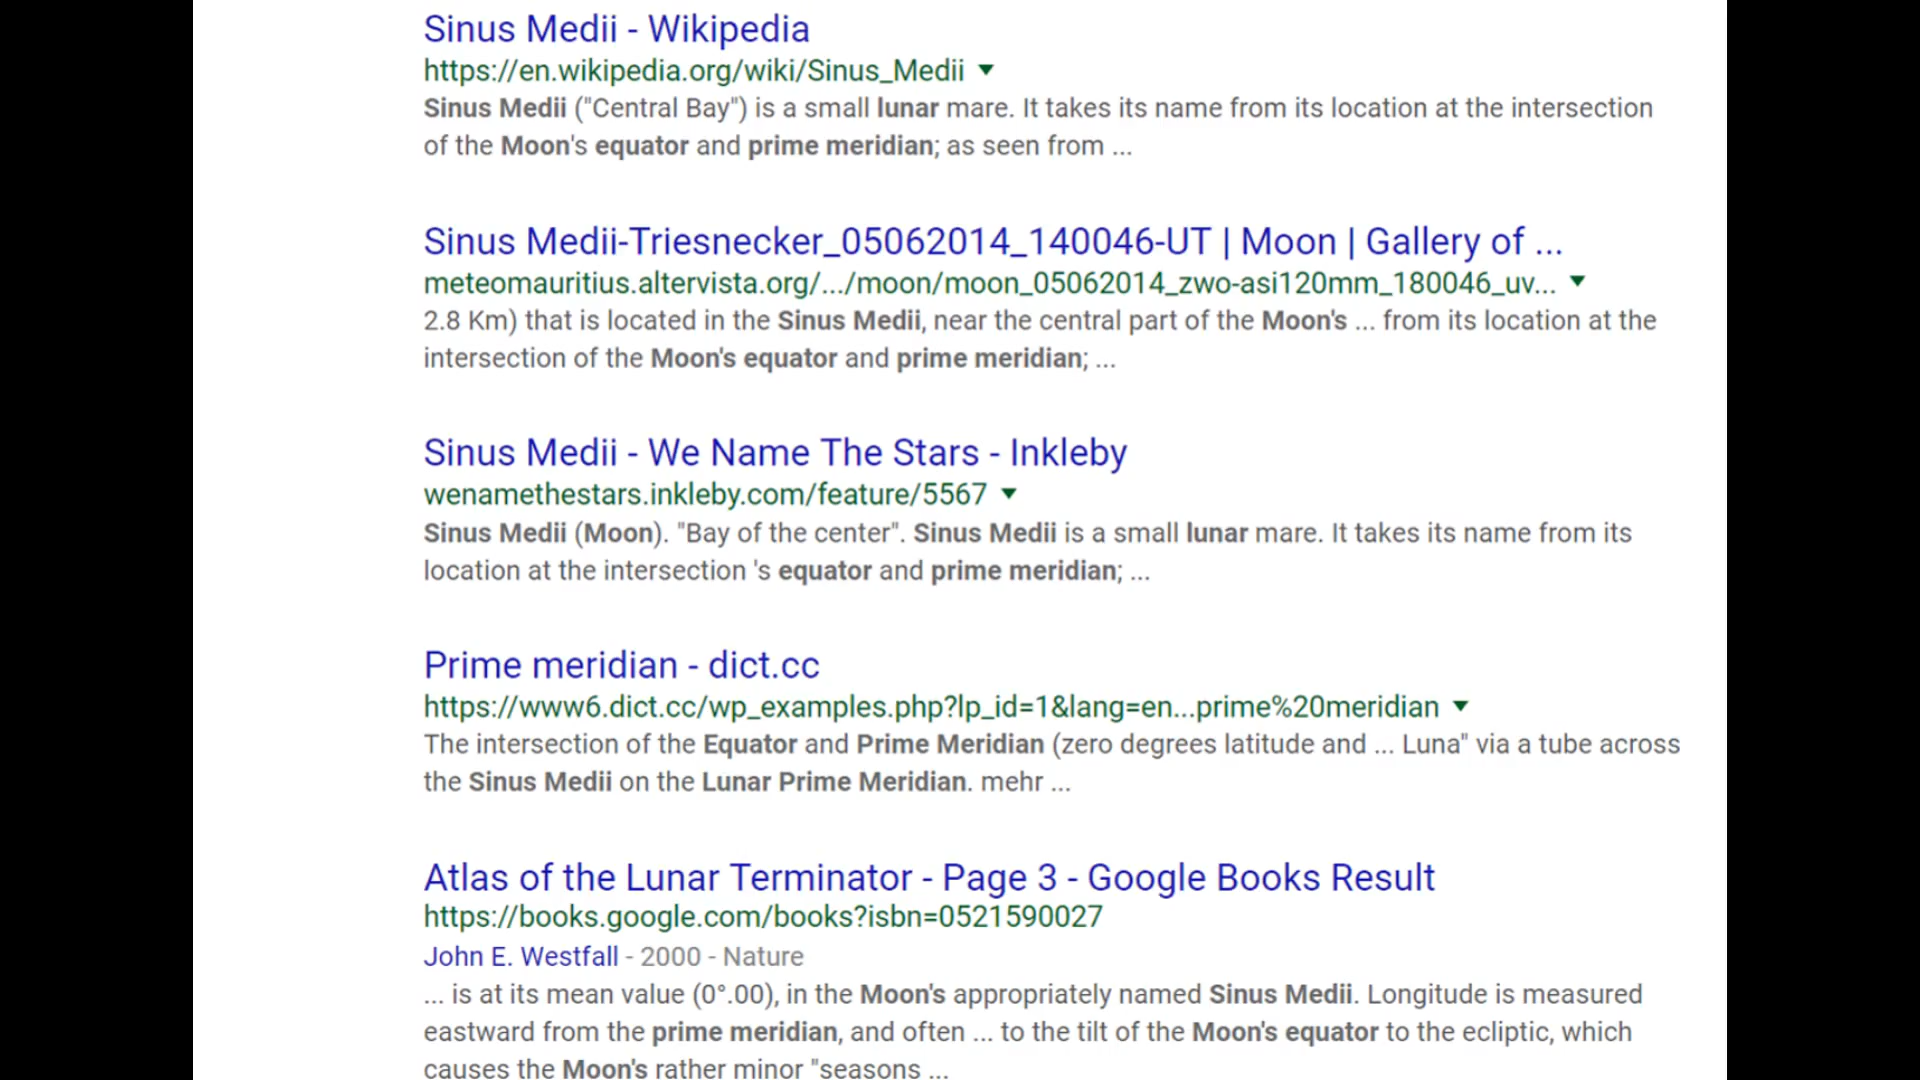 Sinus Medii - Wikipedia
https://en.wikipedia.org/wiki/Sinus_Medii
Sinus Medii ("Central Bay") is a small lunar mare. It takes its name from its location at the intersection
of the Moon's equator and prime meridian; as seen from ...
Sinus Medii-Triesnecker_05062014_140046-UT | Moon | Gallery of ...
meteomauritius.altervista.org/.../moon/moon_05062014_zwo-asi120mm_180046_uv...
2.8 Km) that is located in the Sinus Medii, near the central part of the Moon's ... from its location at the
intersection of the Moon's equator and prime meridian; ...
Sinus Medii - We Name The Stars - Inkleby
wenamethestars.inkleby.com/feature/5567
Sinus Medii (Moon). "Bay of the center". Sinus Medii is a small lunar mare. It takes its name from its
location at the intersection 's equator and prime meridian; ...
Prime meridian - dict.cc
https://www6.dict.cc/wp_examples.php?lp_id=1&lang=en...prime%20meridian
The intersection of the Equator and Prime Meridian (zero degrees latitude and ... Luna" via a tube across
the Sinus Medii on the Lunar Prime Meridian. mehr ...
Atlas of the Lunar Terminator - Page 3 - Google Books Result
https://books.google.com/books?isbn=0521590027
John E. Westfall - 2000 - Nature
... is at its mean value (0°.00), in the Moon's appropriately named Sinus Medii. Longitude is measured
eastward from the prime meridian, and often ... to the tilt of the Moon's equator to the ecliptic, which
causes the Moon's rather minor "seasons ...